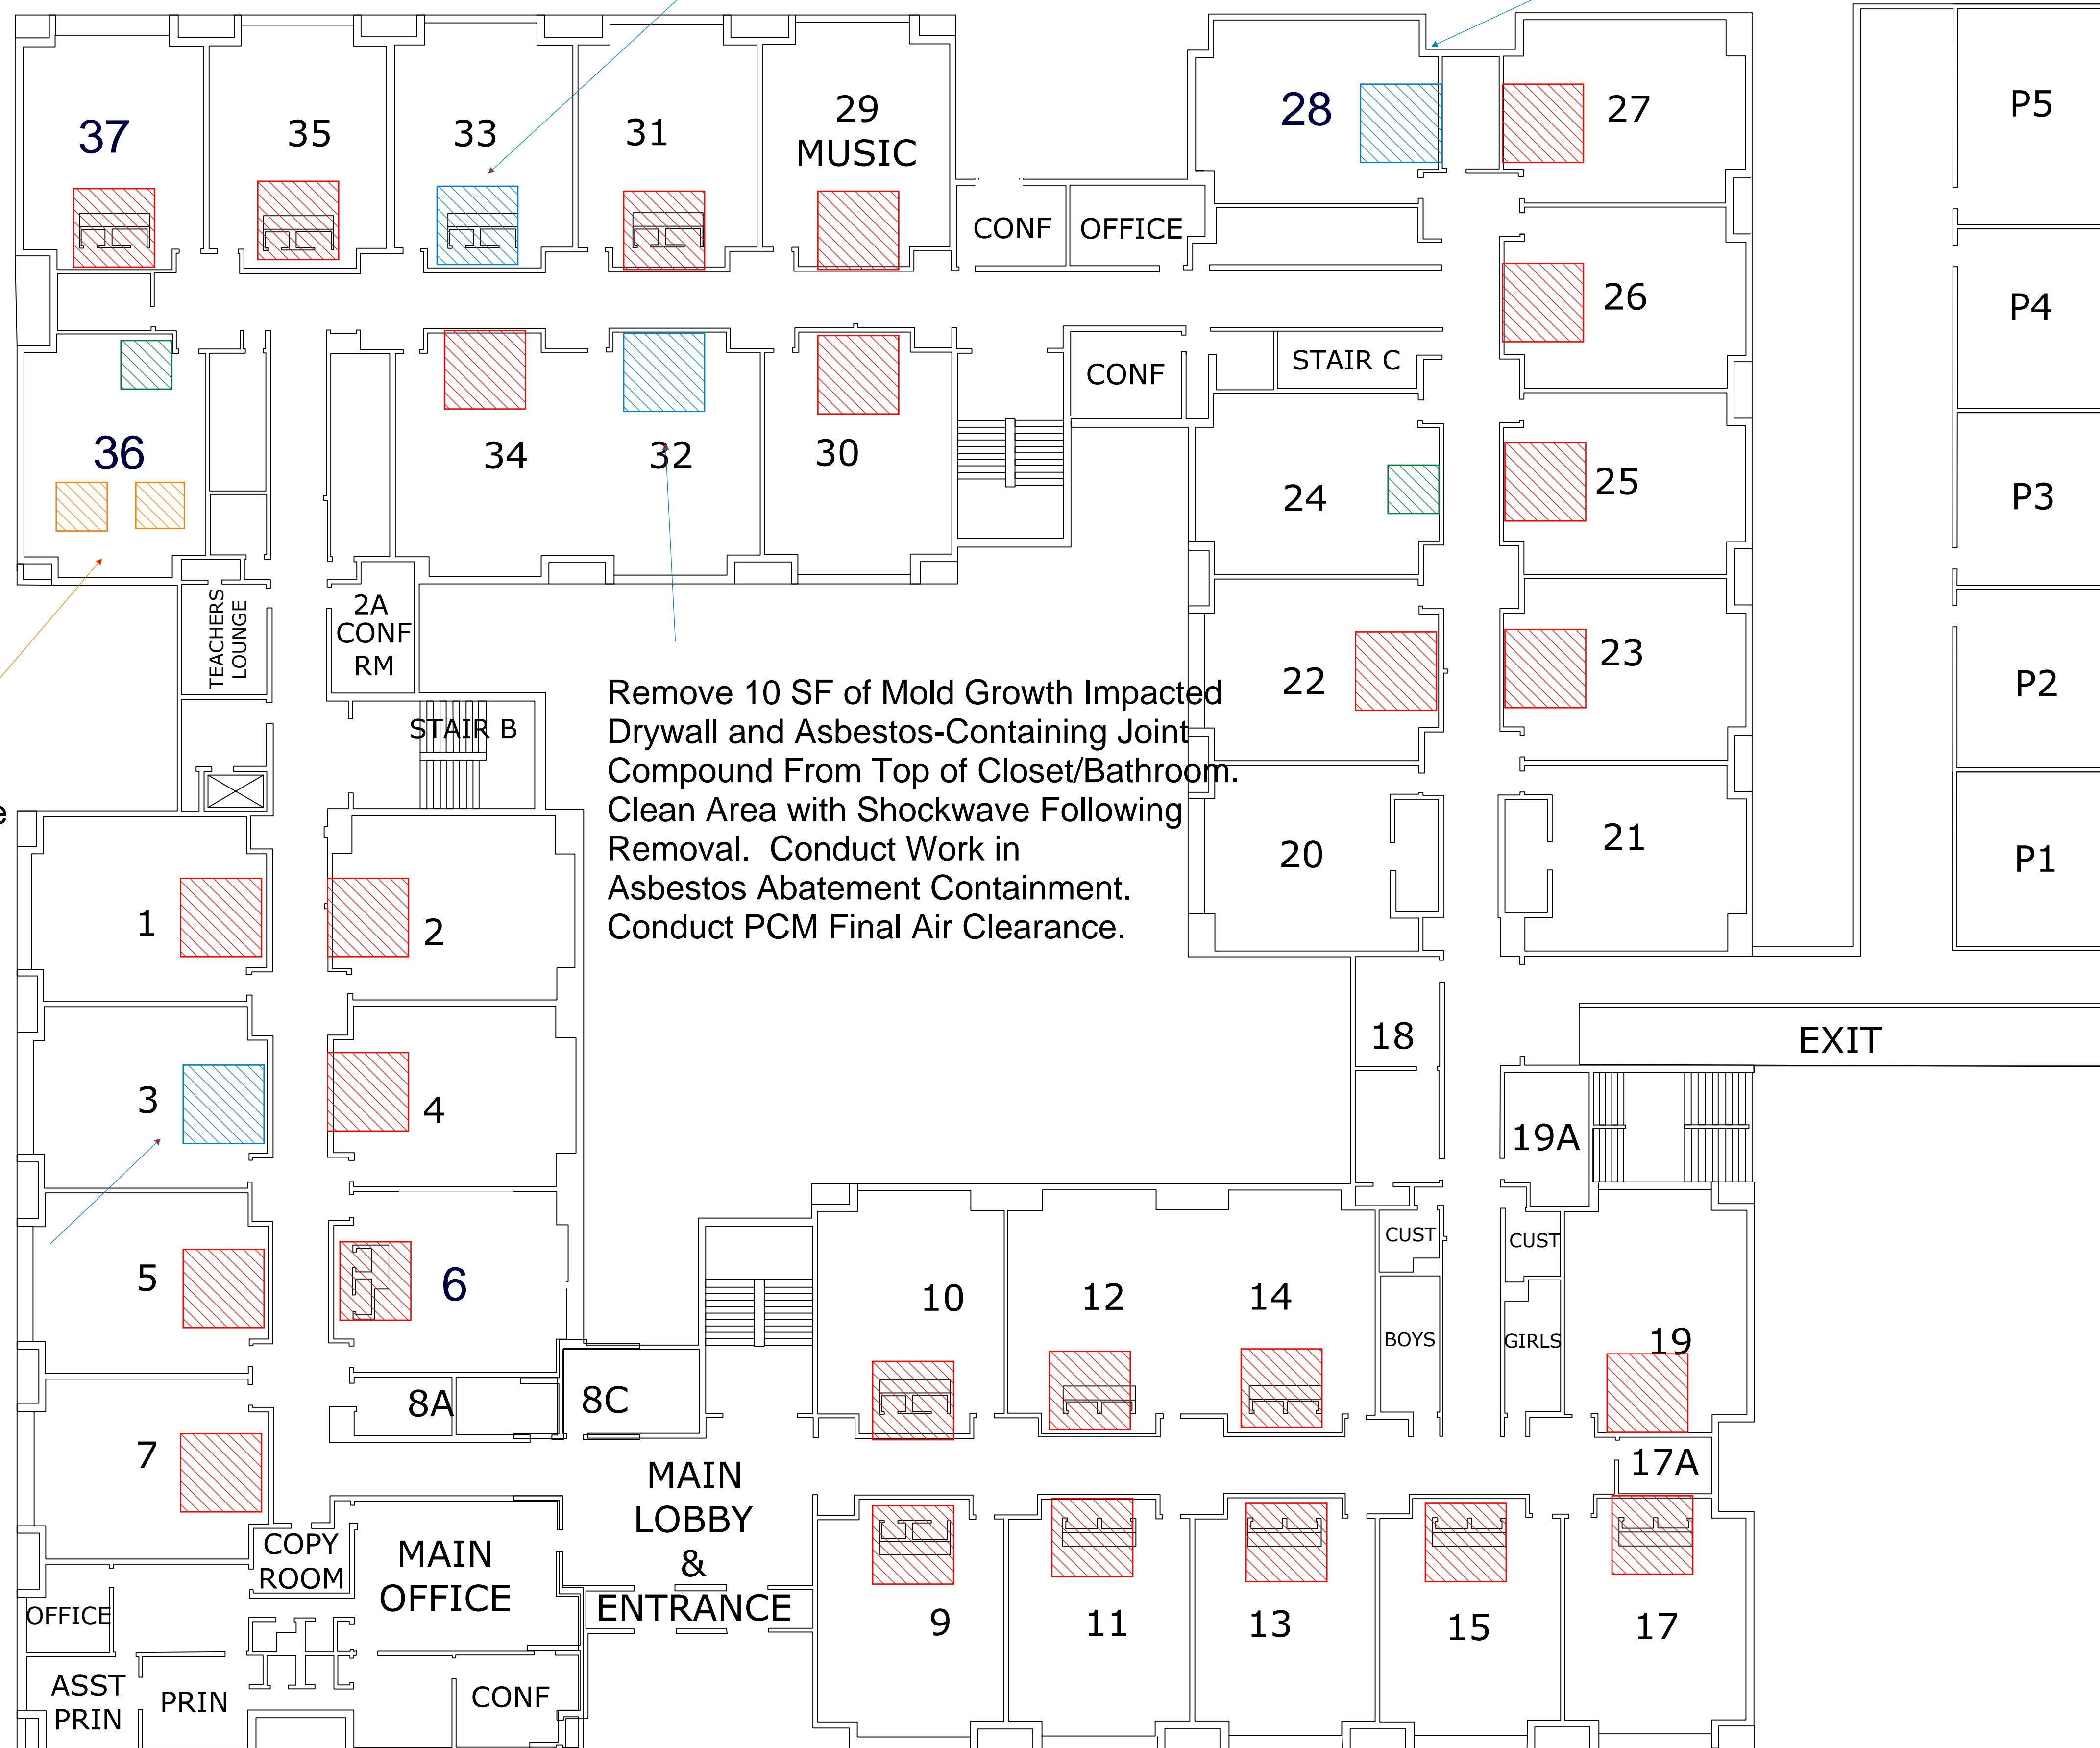 37
35
33
31
29
MUSIC
28
27
P5
CONF
OFFICE
26
P4
CONF
STAIR C
36
34
32
30
24
25
P3
TEACHERS
LOUNGE
2A
CONF
RM
22
23
P2
STAIR B
Remove 10 SF of Mold Growth Impacted
Drywall and Asbestos-Containing Joint
Compound From Top of Closet/Bathroom.
Clean Area with Shockwave Following
Removal.  Conduct Work in
Asbestos Abatement Containment.
Conduct PCM Final Air Clearance.
e
20
21
P1
1
2
18
EXIT
3
4
19A
5
6
10
12
14
CUST
CUST
BOYS
GIRLS
19
8A
8C
7
17A
MAIN
LOBBY
&
ENTRANCE
COPY
ROOM
MAIN
OFFICE
OFFICE
9
11
13
15
17
ASST
PRIN
PRIN
CONF